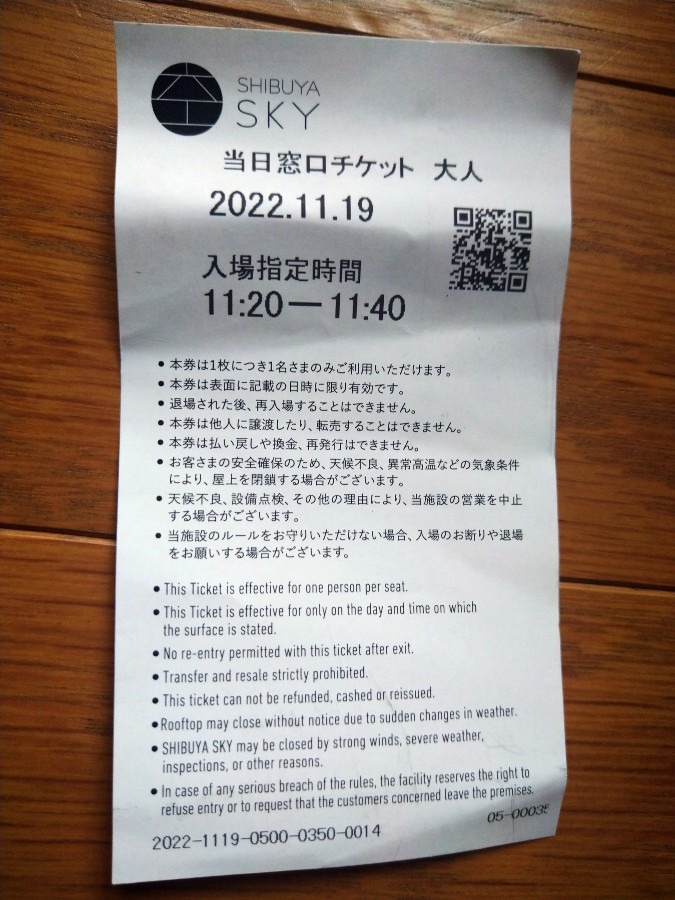 SHIBUYA
SKY
当日窓口チケット 大人
2022.11.19
入場指定時間
11:20ー11:40
• 本券は1枚につき1名さまのみご利用いただけます。
• 本券は表面に記載の日時に限り有効です。
• 退場された後、再入場することはできません。
• 本券は他人に譲渡したり、転売することはできません。
• 本券は払い戻しや換金、再発行はできません。
• お客さまの安全確保のため、天候不良、異常高温などの気象条件
により、屋上を閉鎖する場合がございます。
• 天候不良、設備点検、その他の理由により、当施設の営業を中止
する場合がございます。
• 当施設のルールをお守りいただけない場合、入場のお断りや退場
をお願いする場合がございます。
• This Ticket is effective for one person per seat.
• This Ticket is effective for only on the day and time on which
the surface is stated.
• No re-entry permitted with this ticket after exit.
• Transfer and resale strictly prohibited.
• This ticket can not be refunded, cashed or reissued.
• Rooftop may close without notice due to sudden changes in weather.
• SHIBUYA SKY may be closed by strong winds, severe weather,
inspections, or other reasons.
• In case of any serious breach of the rules, the facility reserves the right to
refuse entry or to request that the customers concerned leave the premises.
05-00035
2022-1119-0500-0350-0014